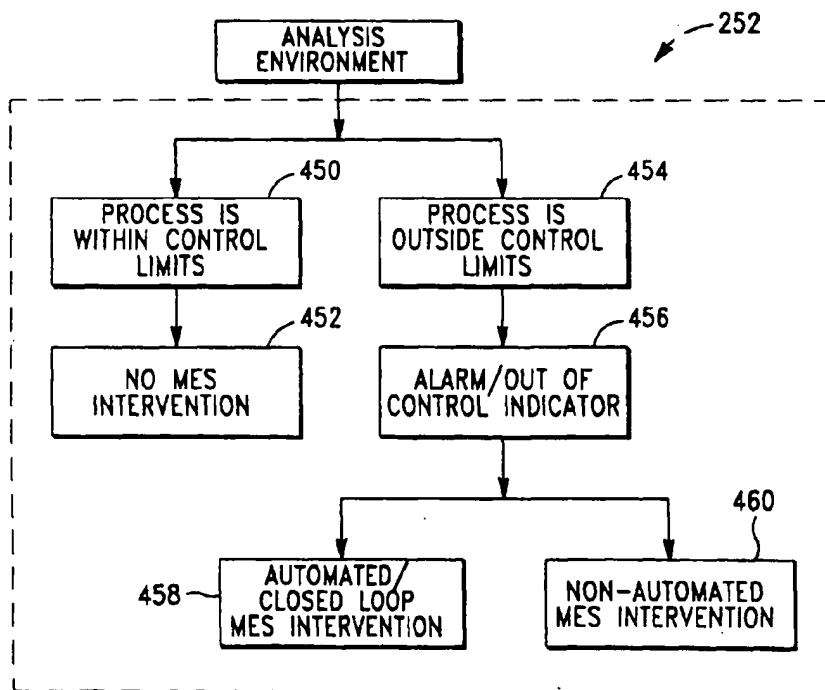 ANALYSIS
ENVIRONMENT
252
450
454
PROCESS IS
WITHIN CONTROL
LIMITS
PROCESS IS
OUTSIDE CONTROL
LIMITS
452
456
NO MES
INTERVENTION
ALARM/OUT OF
CONTROL INDICATOR
460
458
AUTOMATED/
CLOSED LOOP
MES INTERVENTION
NON-AUTOMATED
MES INTERVENTION